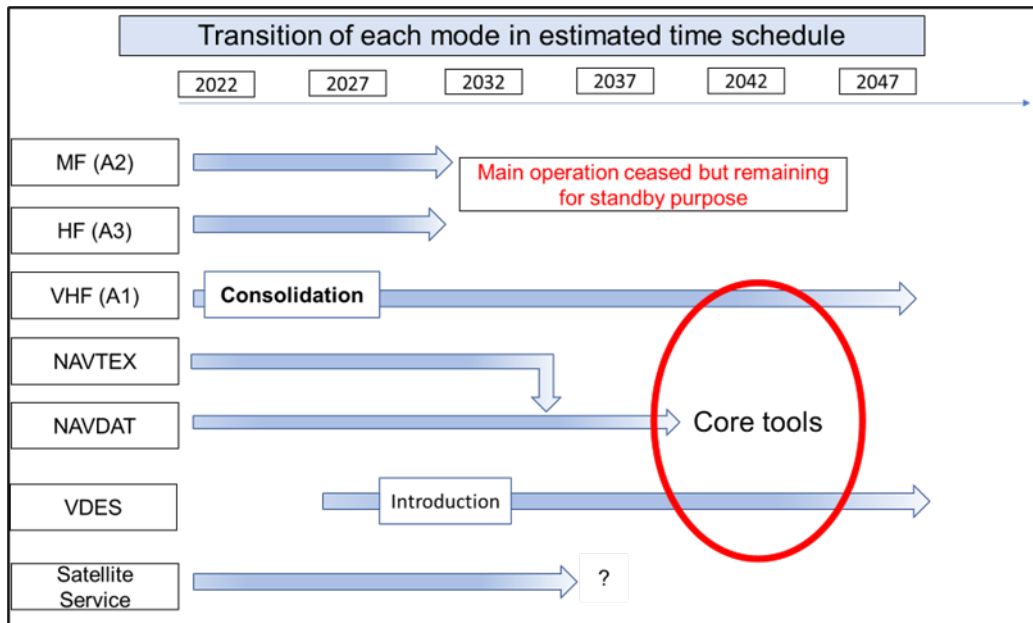 Transition of each mode in estimated time schedule
2022 2027 2032 2037 2042 2047
MF (A2)
Main operation ceased but remaining
for standby purpose
HF (A3)
VHF (A1)
Consolidation
NAVTEX
NAVDAT
Core tools
VDES
Introduction
Satellite
Service
?